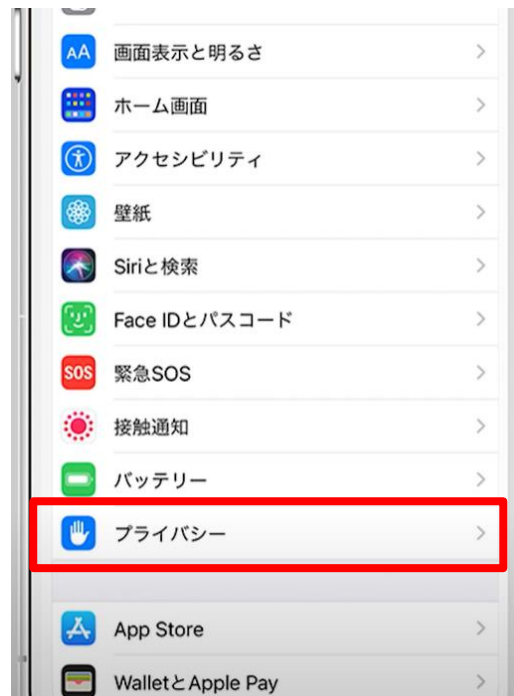 AA 画面表示と明るさ
ホーム画面
アクセシビリティ
壁紙
Siriと検索
Face IDとパスコード
SOS 緊急SOS
接触通知
バッテリー
プライバシー
App Store
WalletとApple Pay